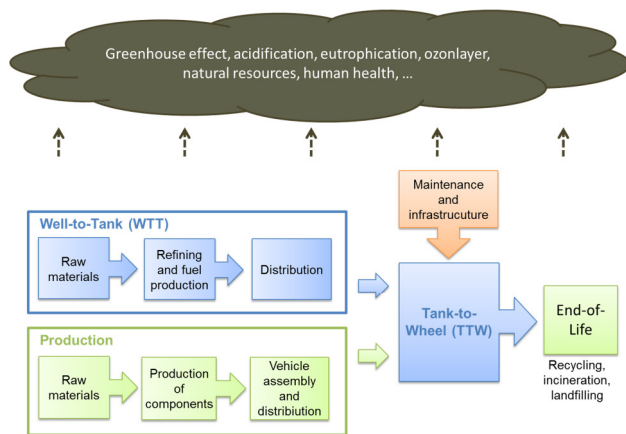 Greenhouse effect, acidification, eutrophication, ozonlayer,
natural resources, human health, ...
Maintenance
and
infrastrucuture
Well-to-Tank (WTT)
Raw
materials
Refining
and fuel
production
Distribution
Tank-to-
Wheel (TTW)
End-of-
Life
Recycling,
incineration,
landfilling
Production
Raw
materials
Production
of
components
Vehicle
assembly
and
distribiution